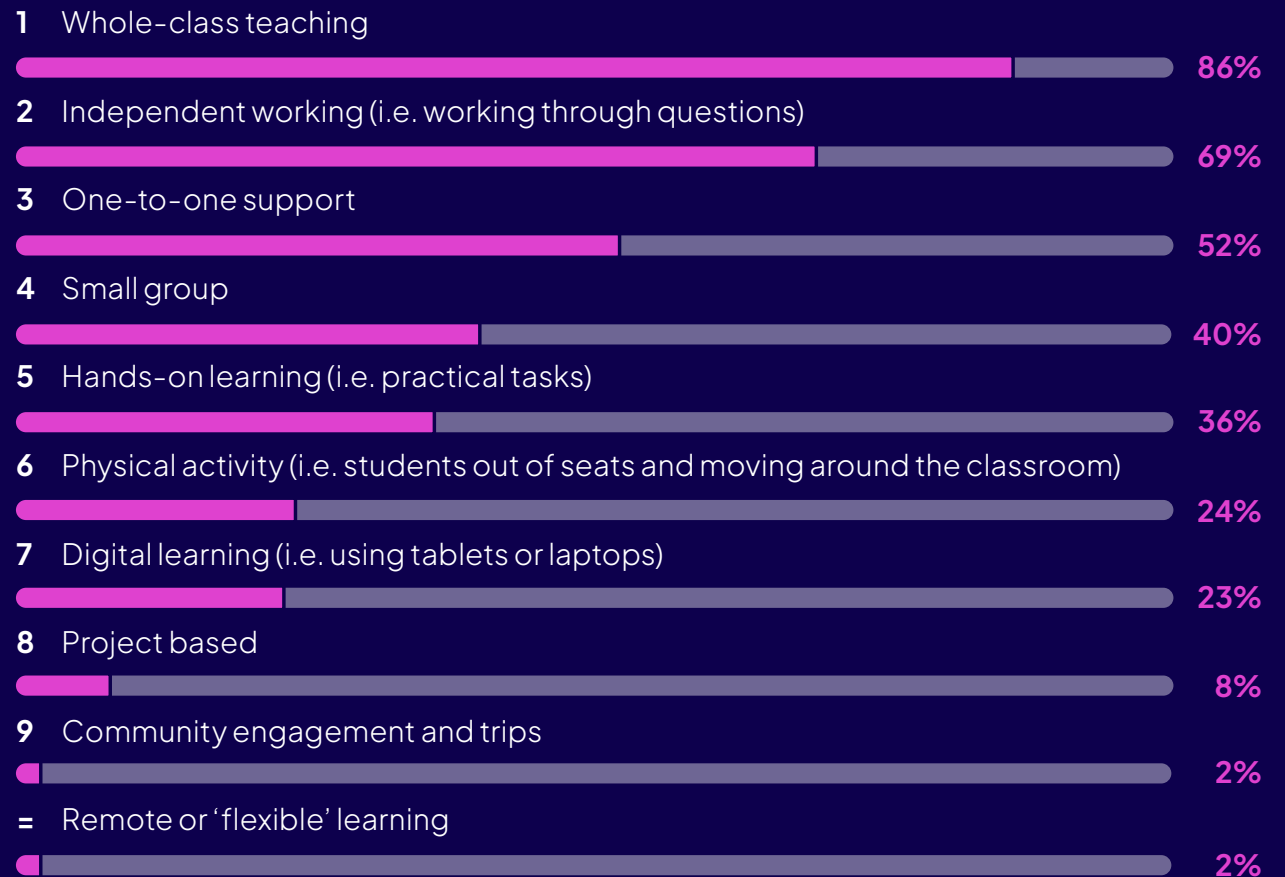 1 Whole-class teaching
86%
2 Independent working (i.e. working through questions)
69%
3 One-to-one support
52%
4 Small group
40%
5 Hands-on learning (i.e. practical tasks)
36%
6 Physical activity (i.e. students out of seats and moving around the classroom)
24%
7 Digital learning (i.e. using tablets or laptops)
23%
8 Project based
8%
9 Community engagement and trips
2%
= Remote or ‘flexible’ learning
2%